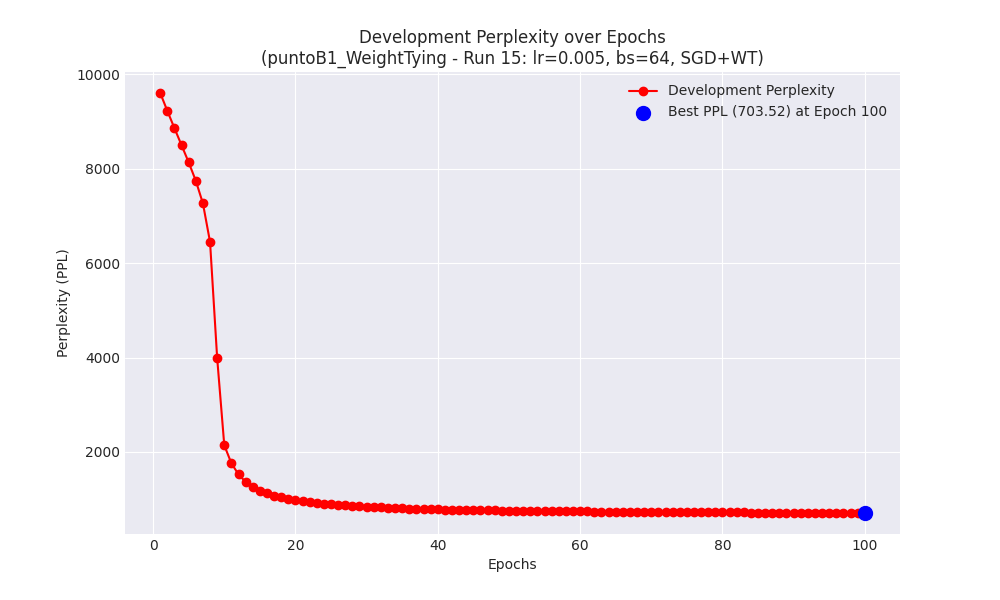 Development Perplexity over Epochs
(puntoB1_WeightTying - Run 15: lr=0.005, bs=64, SGD+WT)
Development Perplexity
Best PPL (703.52) at Epoch 100
Perplexity (PPL)
10000
8000
6000
4000
2000
0
20
40
60
80
100
Epochs